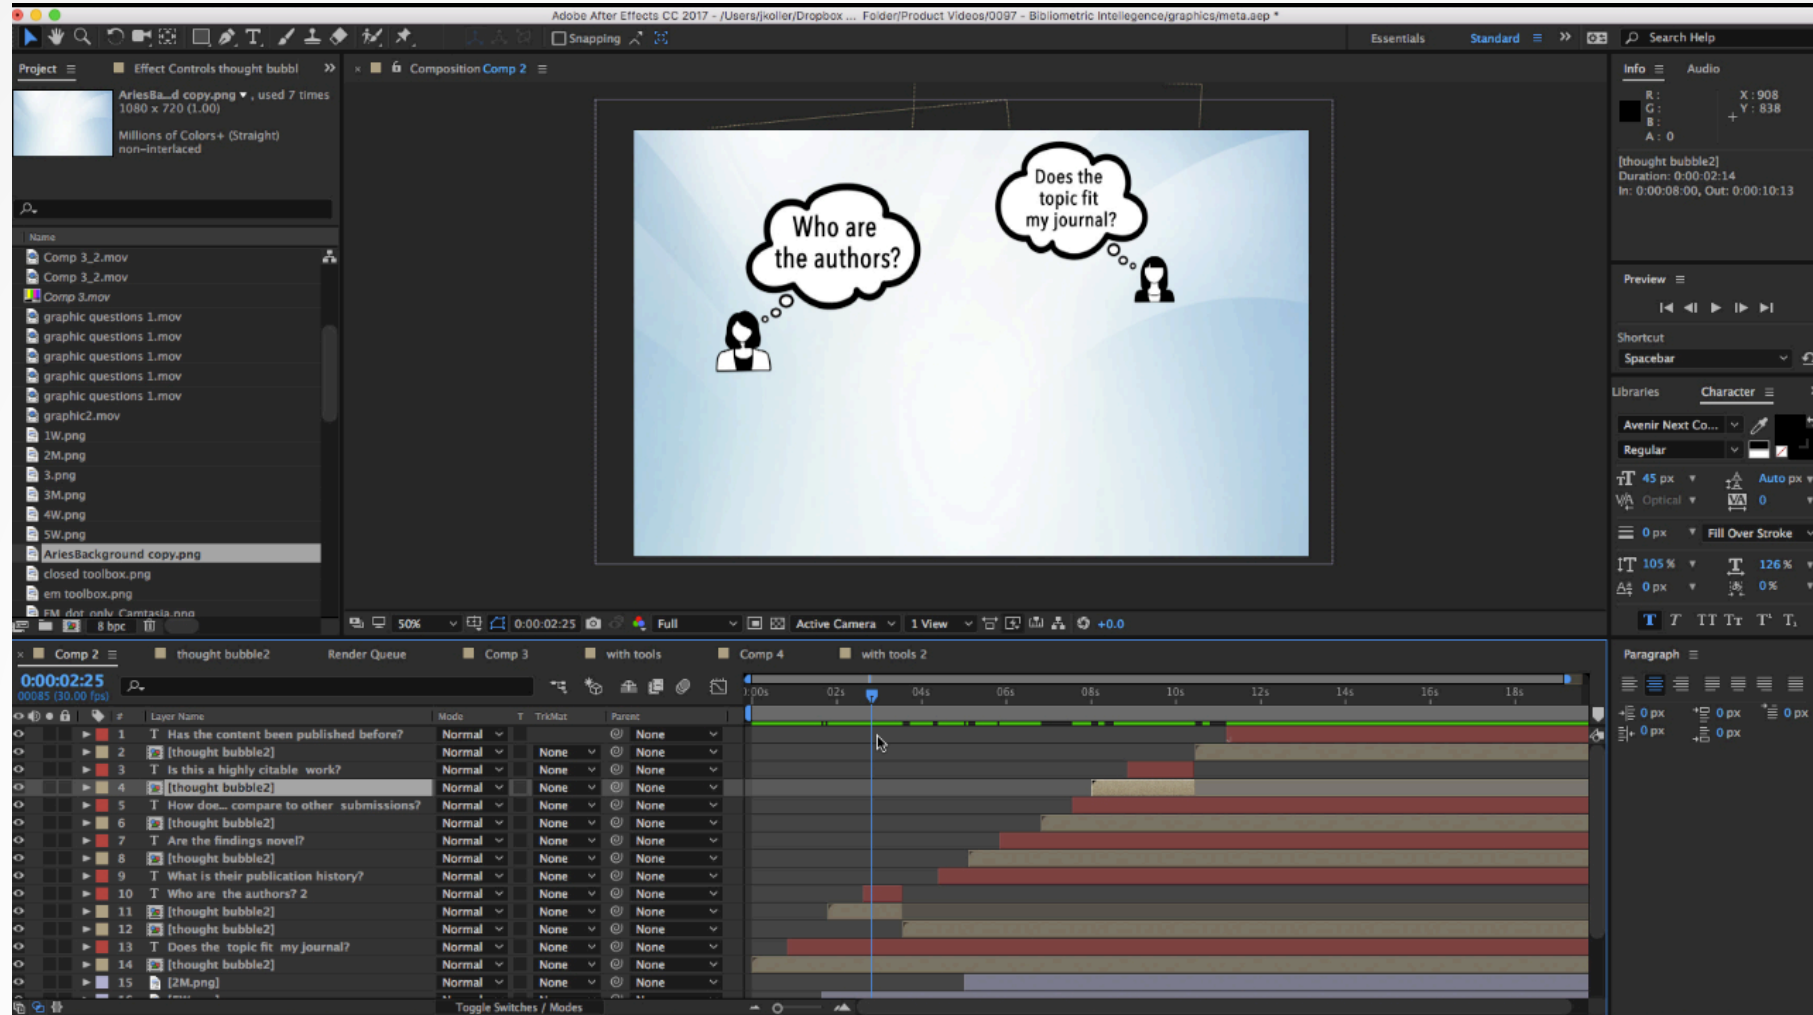 Adobe After Effects CC 2017 - /Users/jkoller/Dropbox ... Folder/Product Videos/0097 - Bibliometric Intellegence/graphics/meta.aep *
Snapping
Essentials
Standard
Search Help
Project
Effect Controls thought bubbl
Composition Comp 2
Info
Audio
AriesBa...d copy.png ▾ , used 7 times
1080 x 720 (1.00)
Millions of Colors+ (Straight)
non-interlaced
R :
G :
B :
A : 0
X : 908
Y : 838
[thought bubble2]
Duration: 0:00:02:14
In: 0:00:08:00, Out: 0:00:10:13
Name
Comp 3_2.mov
Comp 3_2.mov
Comp 3.mov
graphic questions 1.mov
graphic questions 1.mov
graphic questions 1.mov
graphic questions 1.mov
graphic questions 1.mov
graphic2.mov
1W.png
2M.png
3.png
3M.png
4W.png
5W.png
AriesBackground copy.png
closed toolbox.png
em toolbox.png
EM_dot_only_Camtasia.png
8 bpc
Who are
the authors?
Does the
topic fit
my journal?
Preview
Shortcut
Spacebar
Libraries
Character
Avenir Next Co...
Regular
45 px
Auto px
Optical
0
0 px
Fill Over Stroke
105 %
126 %
0 px
0 %
T T TT Tr T¹ T₁
50%
0:00:02:25
Full
Active Camera
1 View
+0.0
Comp 2
thought bubble2
Render Queue
Comp 3
with tools
Comp 4
with tools 2
0:00:02:25
00085 (30.00 fps)
):00s 02s 04s 06s 08s 10s 12s 14s 16s 18s
# Layer Name Mode T TrkMat Parent
1 T Has the content been published before? Normal None
2 [thought bubble2] Normal None None
3 T Is this a highly citable work? Normal None None
4 [thought bubble2] Normal None None
5 T How doe... compare to other submissions? Normal None None
6 [thought bubble2] Normal None None
7 T Are the findings novel? Normal None None
8 [thought bubble2] Normal None None
9 T What is their publication history? Normal None None
10 T Who are the authors? 2 Normal None None
11 [thought bubble2] Normal None None
12 [thought bubble2] Normal None None
13 T Does the topic fit my journal? Normal None None
14 [thought bubble2] Normal None None
15 [2M.png] Normal None None
Toggle Switches / Modes
Paragraph
0 px
0 px
0 px
0 px
0 px